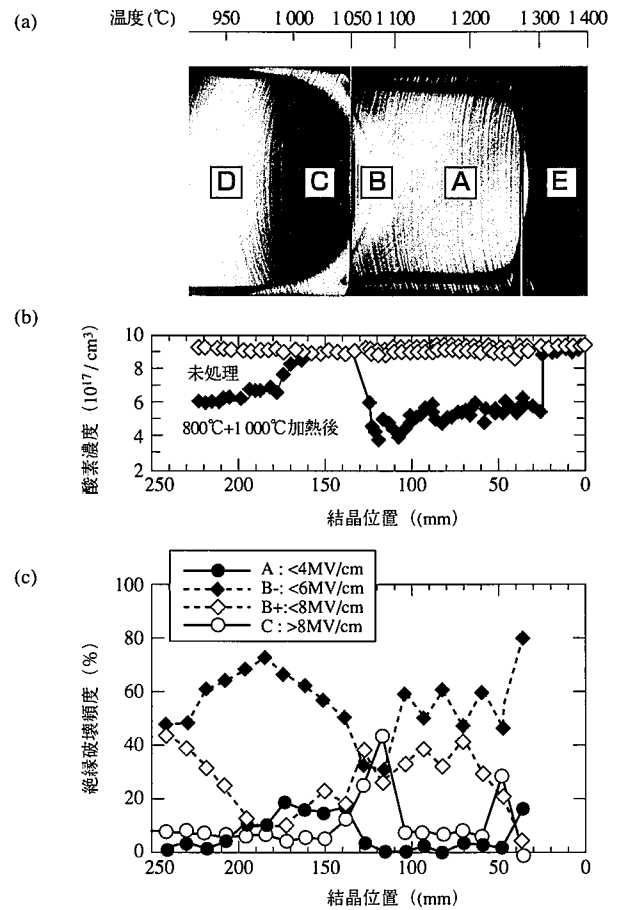 (a)
温度(℃)
950 1 000 1 050 1 100 1 200 1 300 1 400
D C B A E
(b)
酸素濃度 (10¹⁷/cm³)
10
9
8
6
4
2
未処理
800℃+1 000℃加熱後
250 200 150 100 50 0
結晶位置 ((mm)
(c)
絶縁破壊頻度 (%)
A : <4MV/cm
B-: <6MV/cm
B+:<8MV/cm
C : >8MV/cm
100
80
60
40
20
0
250 200 150 100 50 0
結晶位置 ((mm)